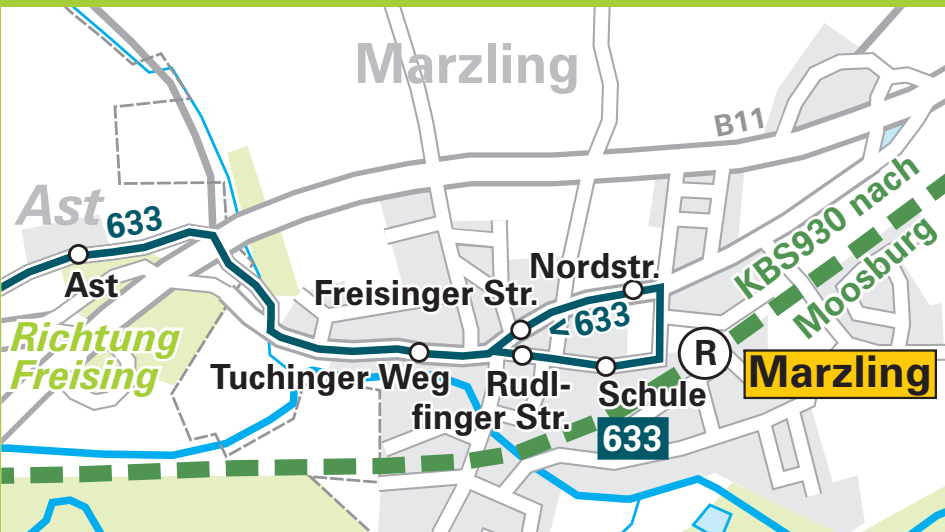 Marzling
B11
Ast
633
KBS930 nach
Moosburg
Ast
Nordstr.
Freisinger Str.
< 633
Richtung
Freising
R
Marzling
Tuchinger Weg
Rudl-
finger Str.
Schule
633